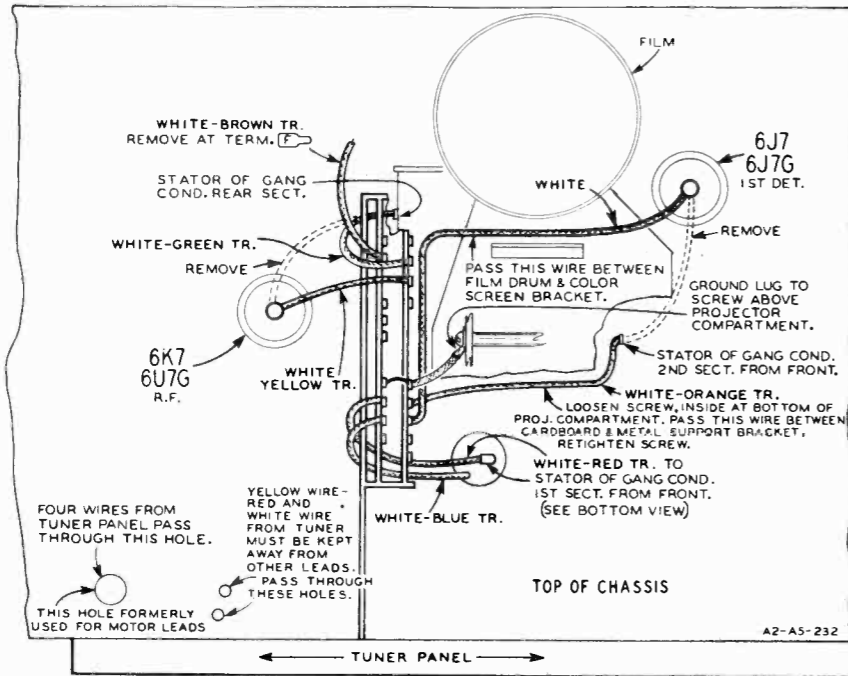 FILM
WHITE-BROWN TR.
REMOVE AT TERM. F
STATOR OF GANG
COND. REAR SECT.
WHITE-GREEN TR.
REMOVE
6K7
6U7G
R.F.
WHITE
YELLOW TR.
WHITE
6J7
6J7G
1ST DET.
REMOVE
PASS THIS WIRE BETWEEN
FILM DRUM & COLOR
SCREEN BRACKET.
GROUND LUG TO
SCREW ABOVE
PROJECTOR
COMPARTMENT.
STATOR OF GANG COND.
2ND SECT. FROM FRONT.
WHITE-ORANGE TR.
LOOSEN SCREW, INSIDE AT BOTTOM OF
PROJ. COMPARTMENT. PASS THIS WIRE BETWEEN
CARDBOARD & METAL SUPPORT BRACKET,
RETIGHTEN SCREW.
WHITE-RED TR. TO
STATOR OF GANG COND.
1ST SECT. FROM FRONT.
(SEE BOTTOM VIEW)
WHITE-BLUE TR.
FOUR WIRES FROM
TUNER PANEL PASS
THROUGH THIS HOLE.
THIS HOLE FORMERLY
USED FOR MOTOR LEADS
YELLOW WIRE-
RED AND
WHITE WIRE
FROM TUNER
MUST BE KEPT
AWAY FROM
OTHER LEADS.
PASS THROUGH
THESE HOLES.
TOP OF CHASSIS
A2-A5-232
TUNER PANEL